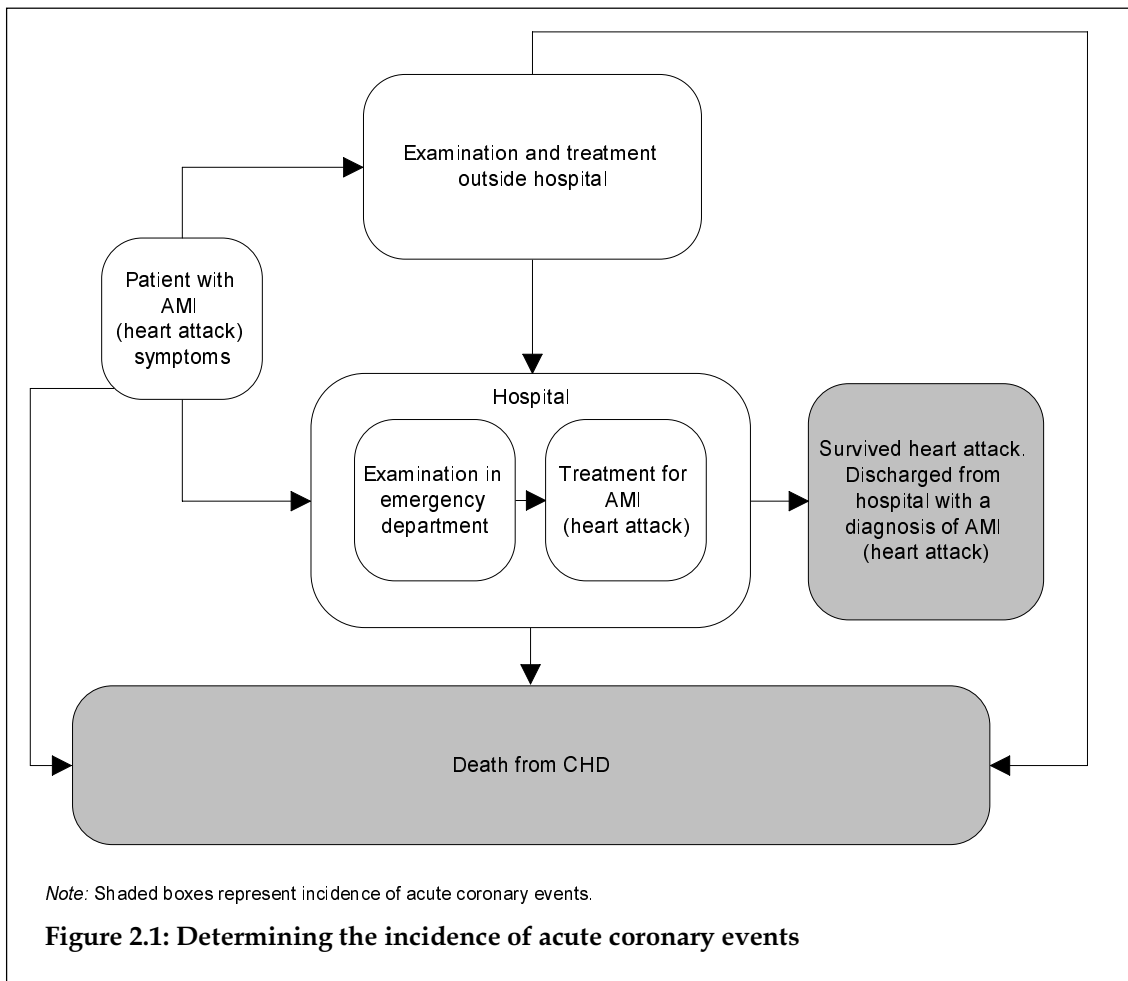 Examination and treatment
outside hospital
Patient with
AMI
(heart attack)
symptoms
Hospital
Examination in
emergency
department
Treatment for
AMI
(heart attack)
Survived heart attack.
Discharged from
hospital with a
diagnosis of AMI
(heart attack)
Death from CHD
Note: Shaded boxes represent incidence of acute coronary events.
Figure 2.1: Determining the incidence of acute coronary events